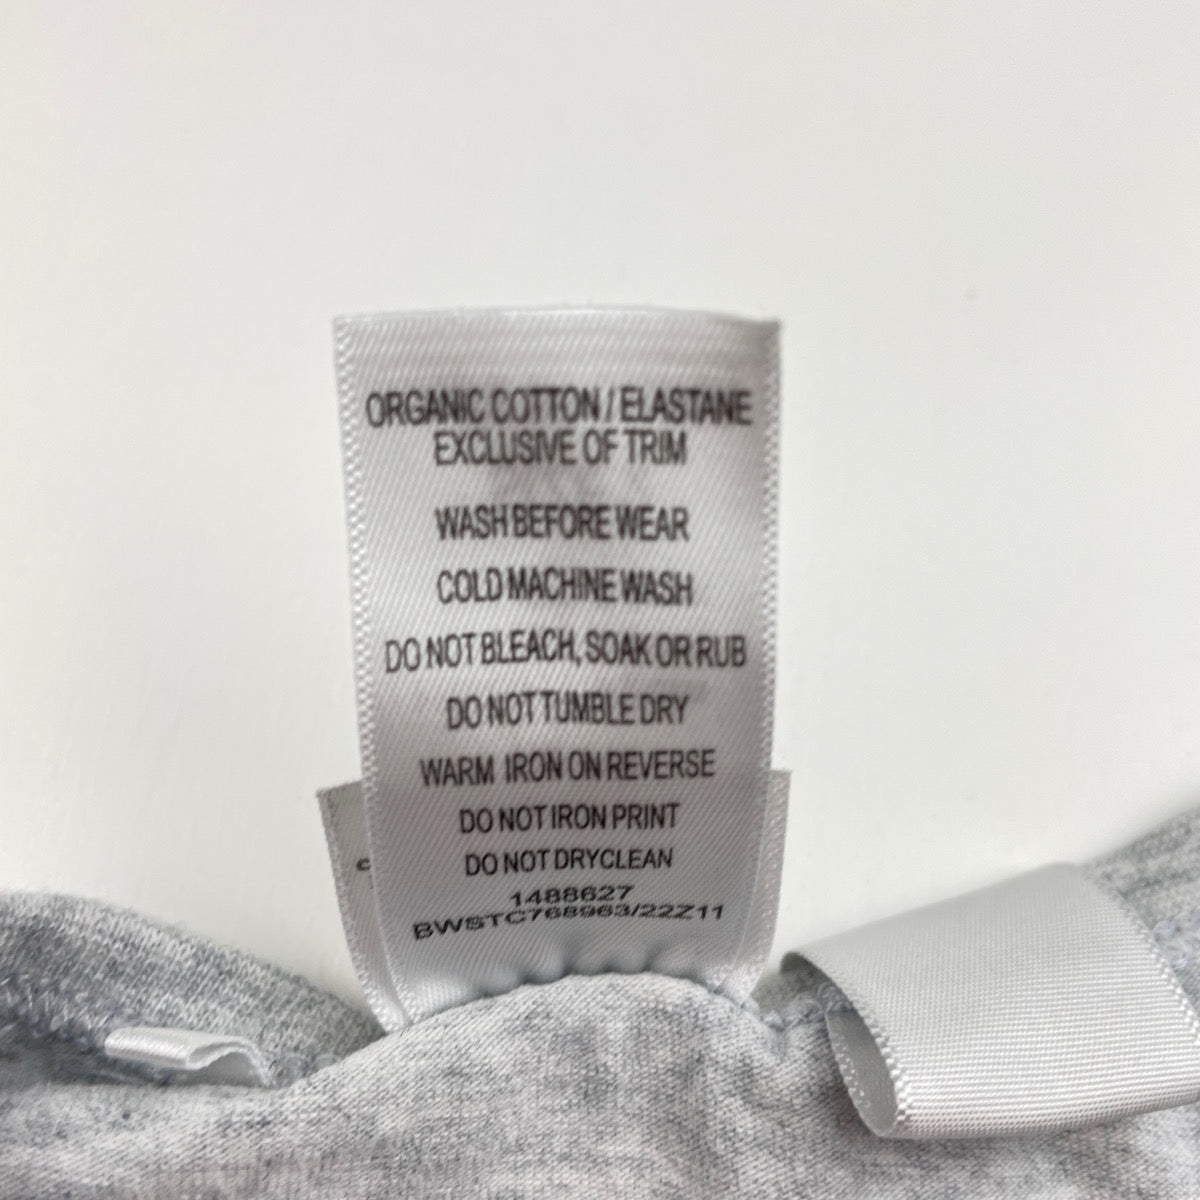 ORGANIC COTTON / ELASTANE
EXCLUSIVE OF TRIM
WASH BEFORE WEAR
COLD MACHINE WASH
DO NOT BLEACH, SOAK OR RUB
DO NOT TUMBLE DRY
WARM IRON ON REVERSE
DO NOT IRON PRINT
DO NOT DRYCLEAN
1488627
BWSTC768963/22Z11